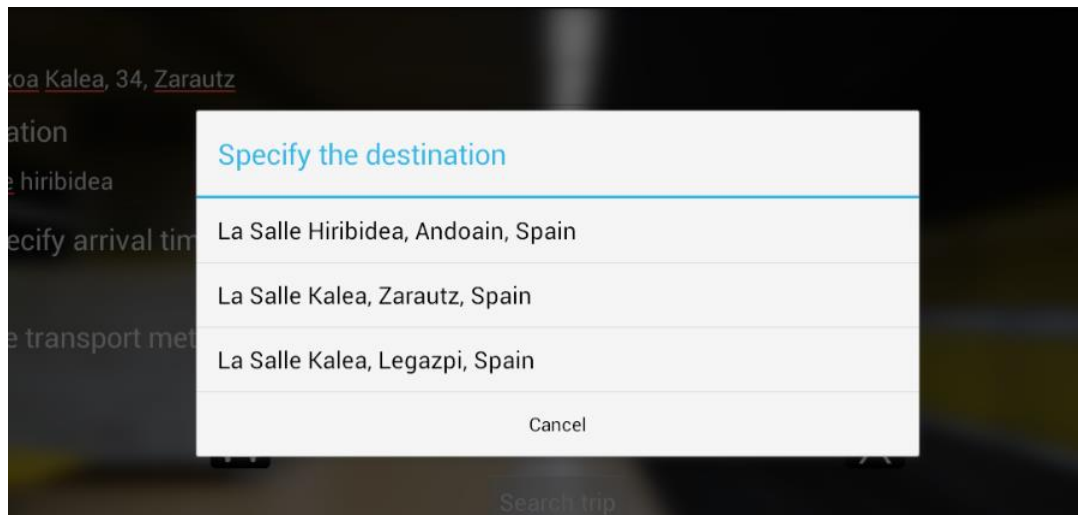 koa Kalea, 34, Zarautz
ation
hiribidea
ecify arrival tim
e transport met
Specify the destination
La Salle Hiribidea, Andoain, Spain
La Salle Kalea, Zarautz, Spain
La Salle Kalea, Legazpi, Spain
Cancel
Search trip